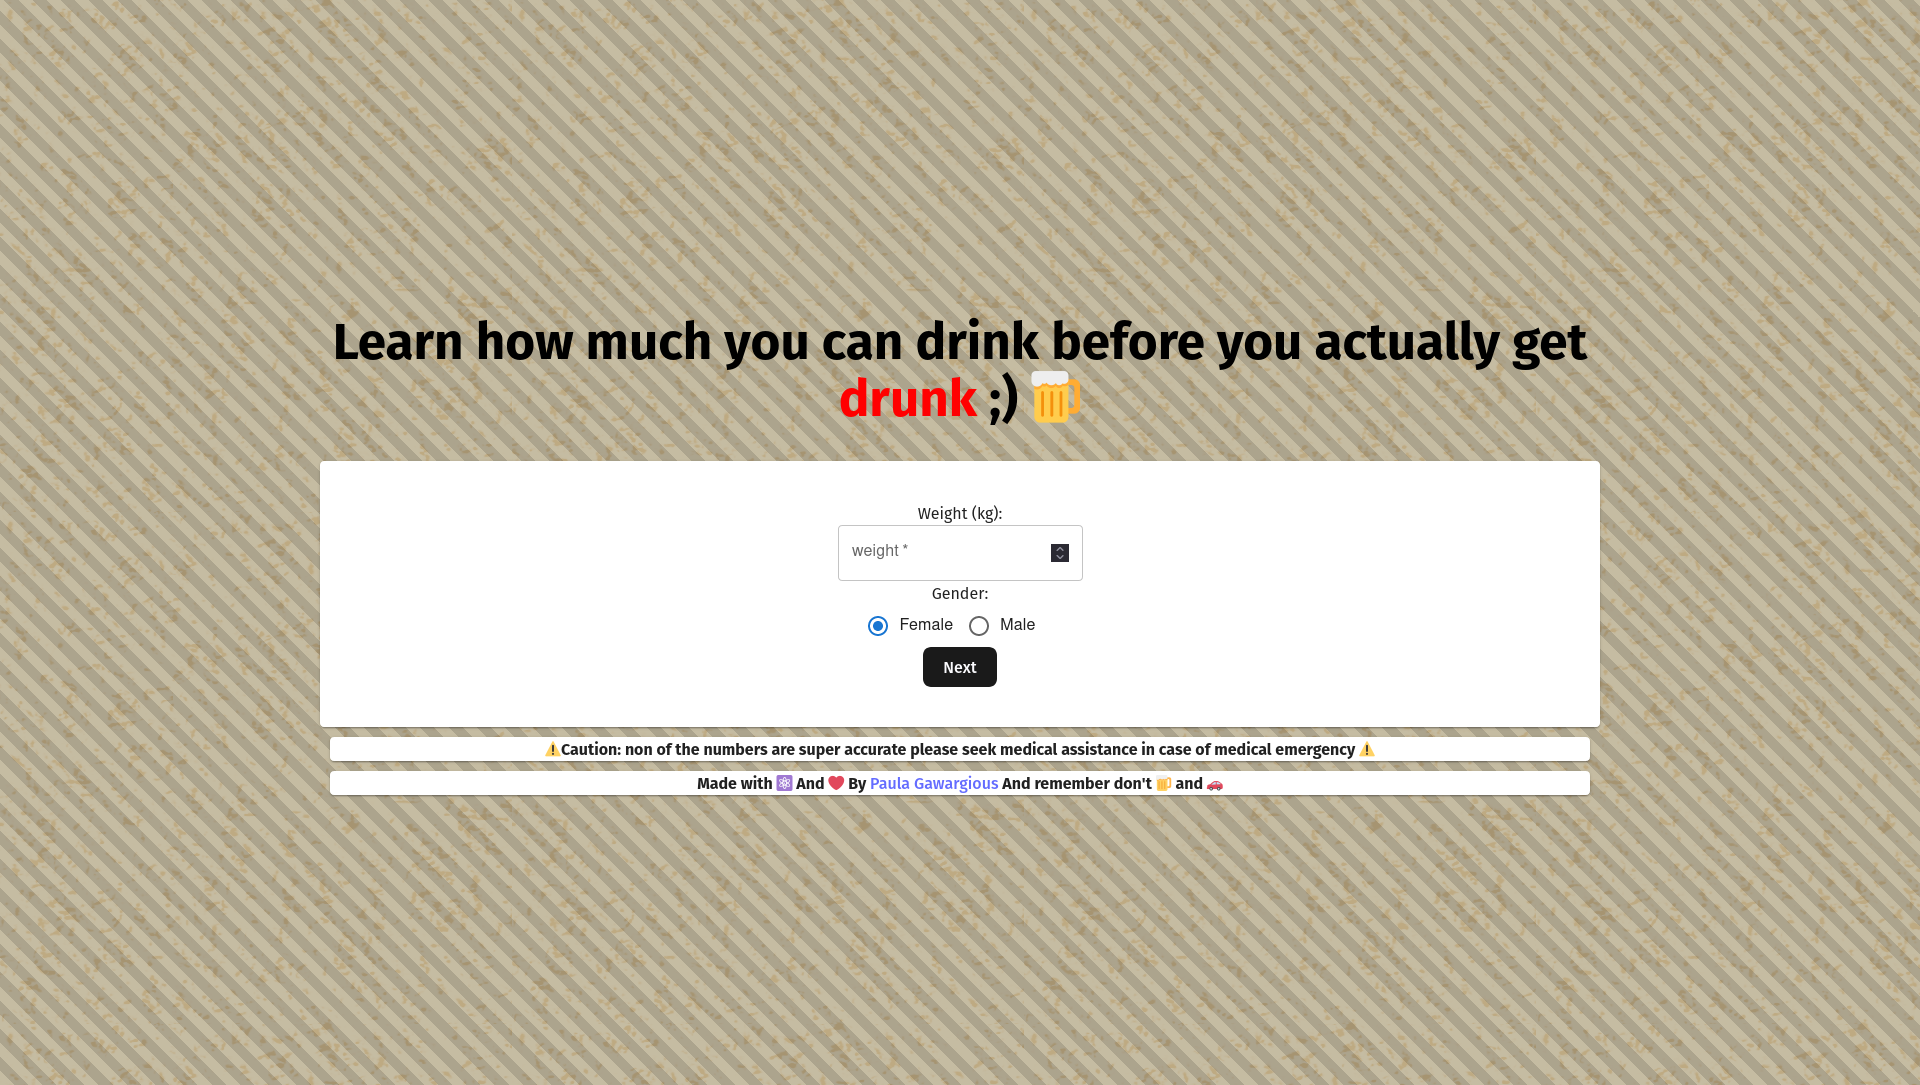 Learn how much you can drink before you actually get
drunk ;) 🍺
Weight (kg):
weight *
Gender:
Female Male
Next
⚠️Caution: non of the numbers are super accurate please seek medical assistance in case of medical emergency ⚠️
Made with ⚛️ And ❤️ By Paula Gawargious And remember don't 🍺 and 🚗